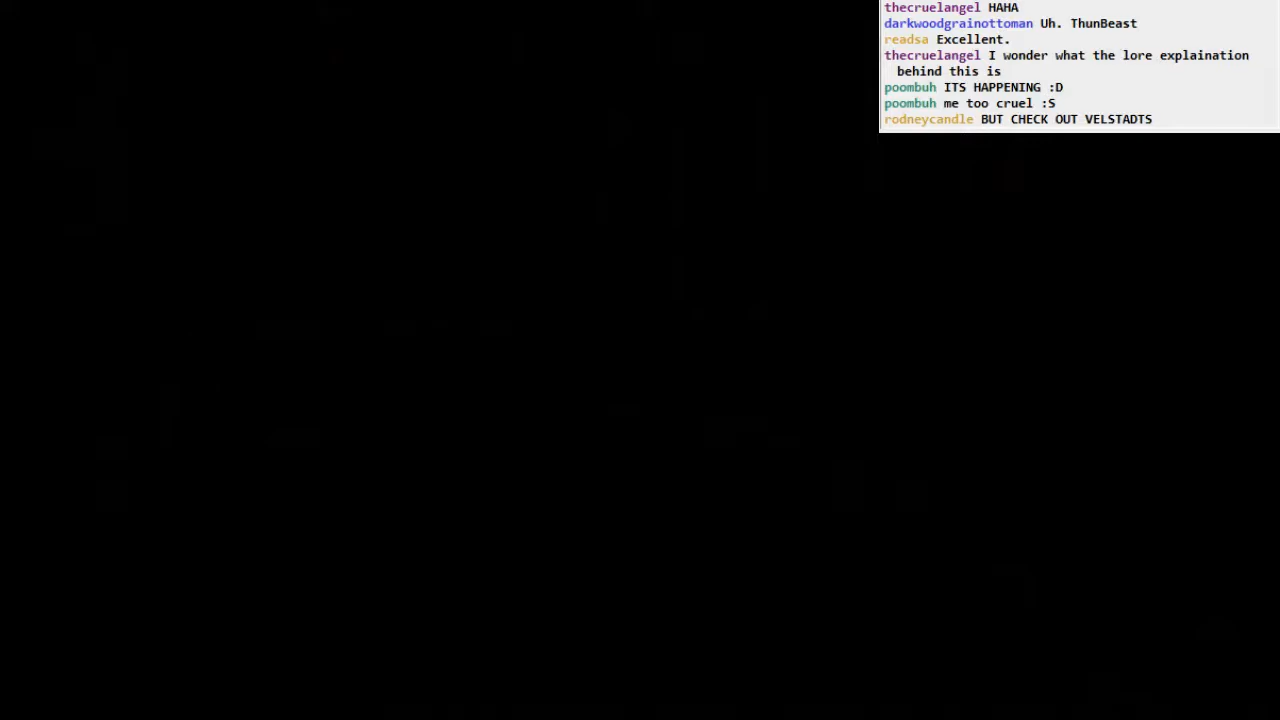 thecruelangel HAHA
darkwoodgrainottoman Uh. ThunBeast
readsa Excellent.
thecruelangel I wonder what the lore explaination
behind this is
poombuh ITS HAPPENING :D
poombuh me too cruel :S
rodneycandle BUT CHECK OUT VELSTADTS